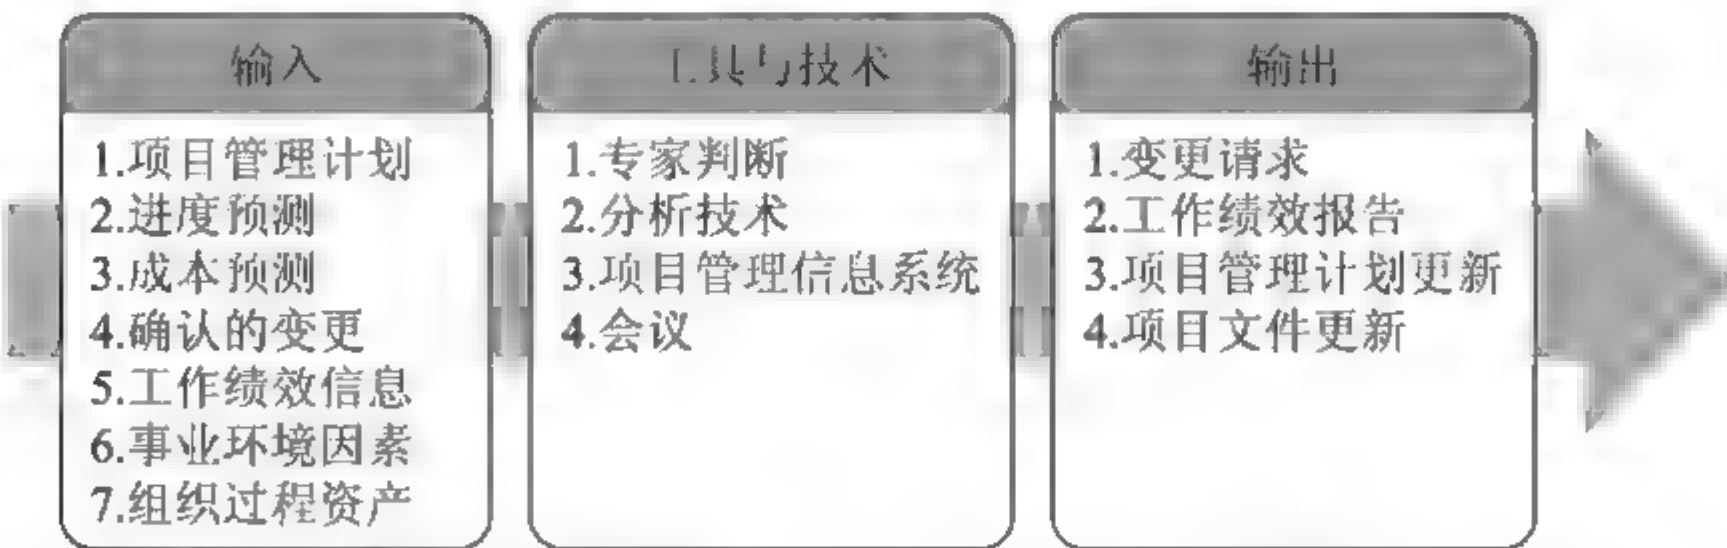 输入
1.项目管理计划
2.进度预测
3.成本预测
4.确认的变更
5.工作绩效信息
6.事业环境因素
7.组织过程资产
工具与技术
1.专家判断
2.分析技术
3.项目管理信息系统
4.会议
输出
1.变更请求
2.工作绩效报告
3.项目管理计划更新
4.项目文件更新